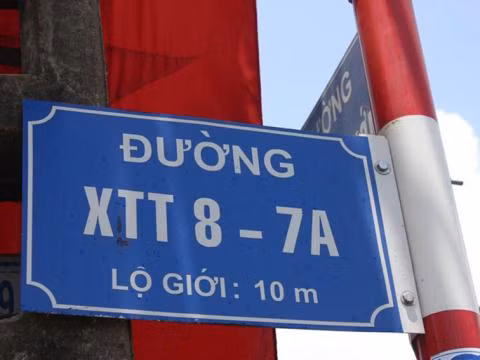 ĐƯỜNG
XTT 8 - 7A
LỘ GIỚI: 10 m